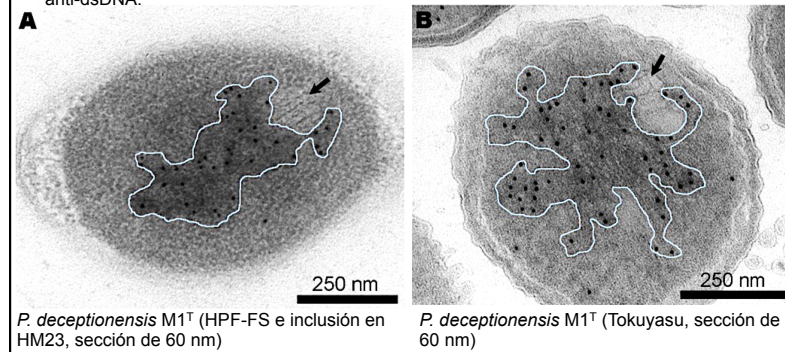 anti-dsDNA.
A
250 nm
P. deceptionensis M1ᵀ (HPF-FS e inclusión en
HM23, sección de 60 nm)
B
250 nm
P. deceptionensis M1ᵀ (Tokuyasu, sección de
60 nm)